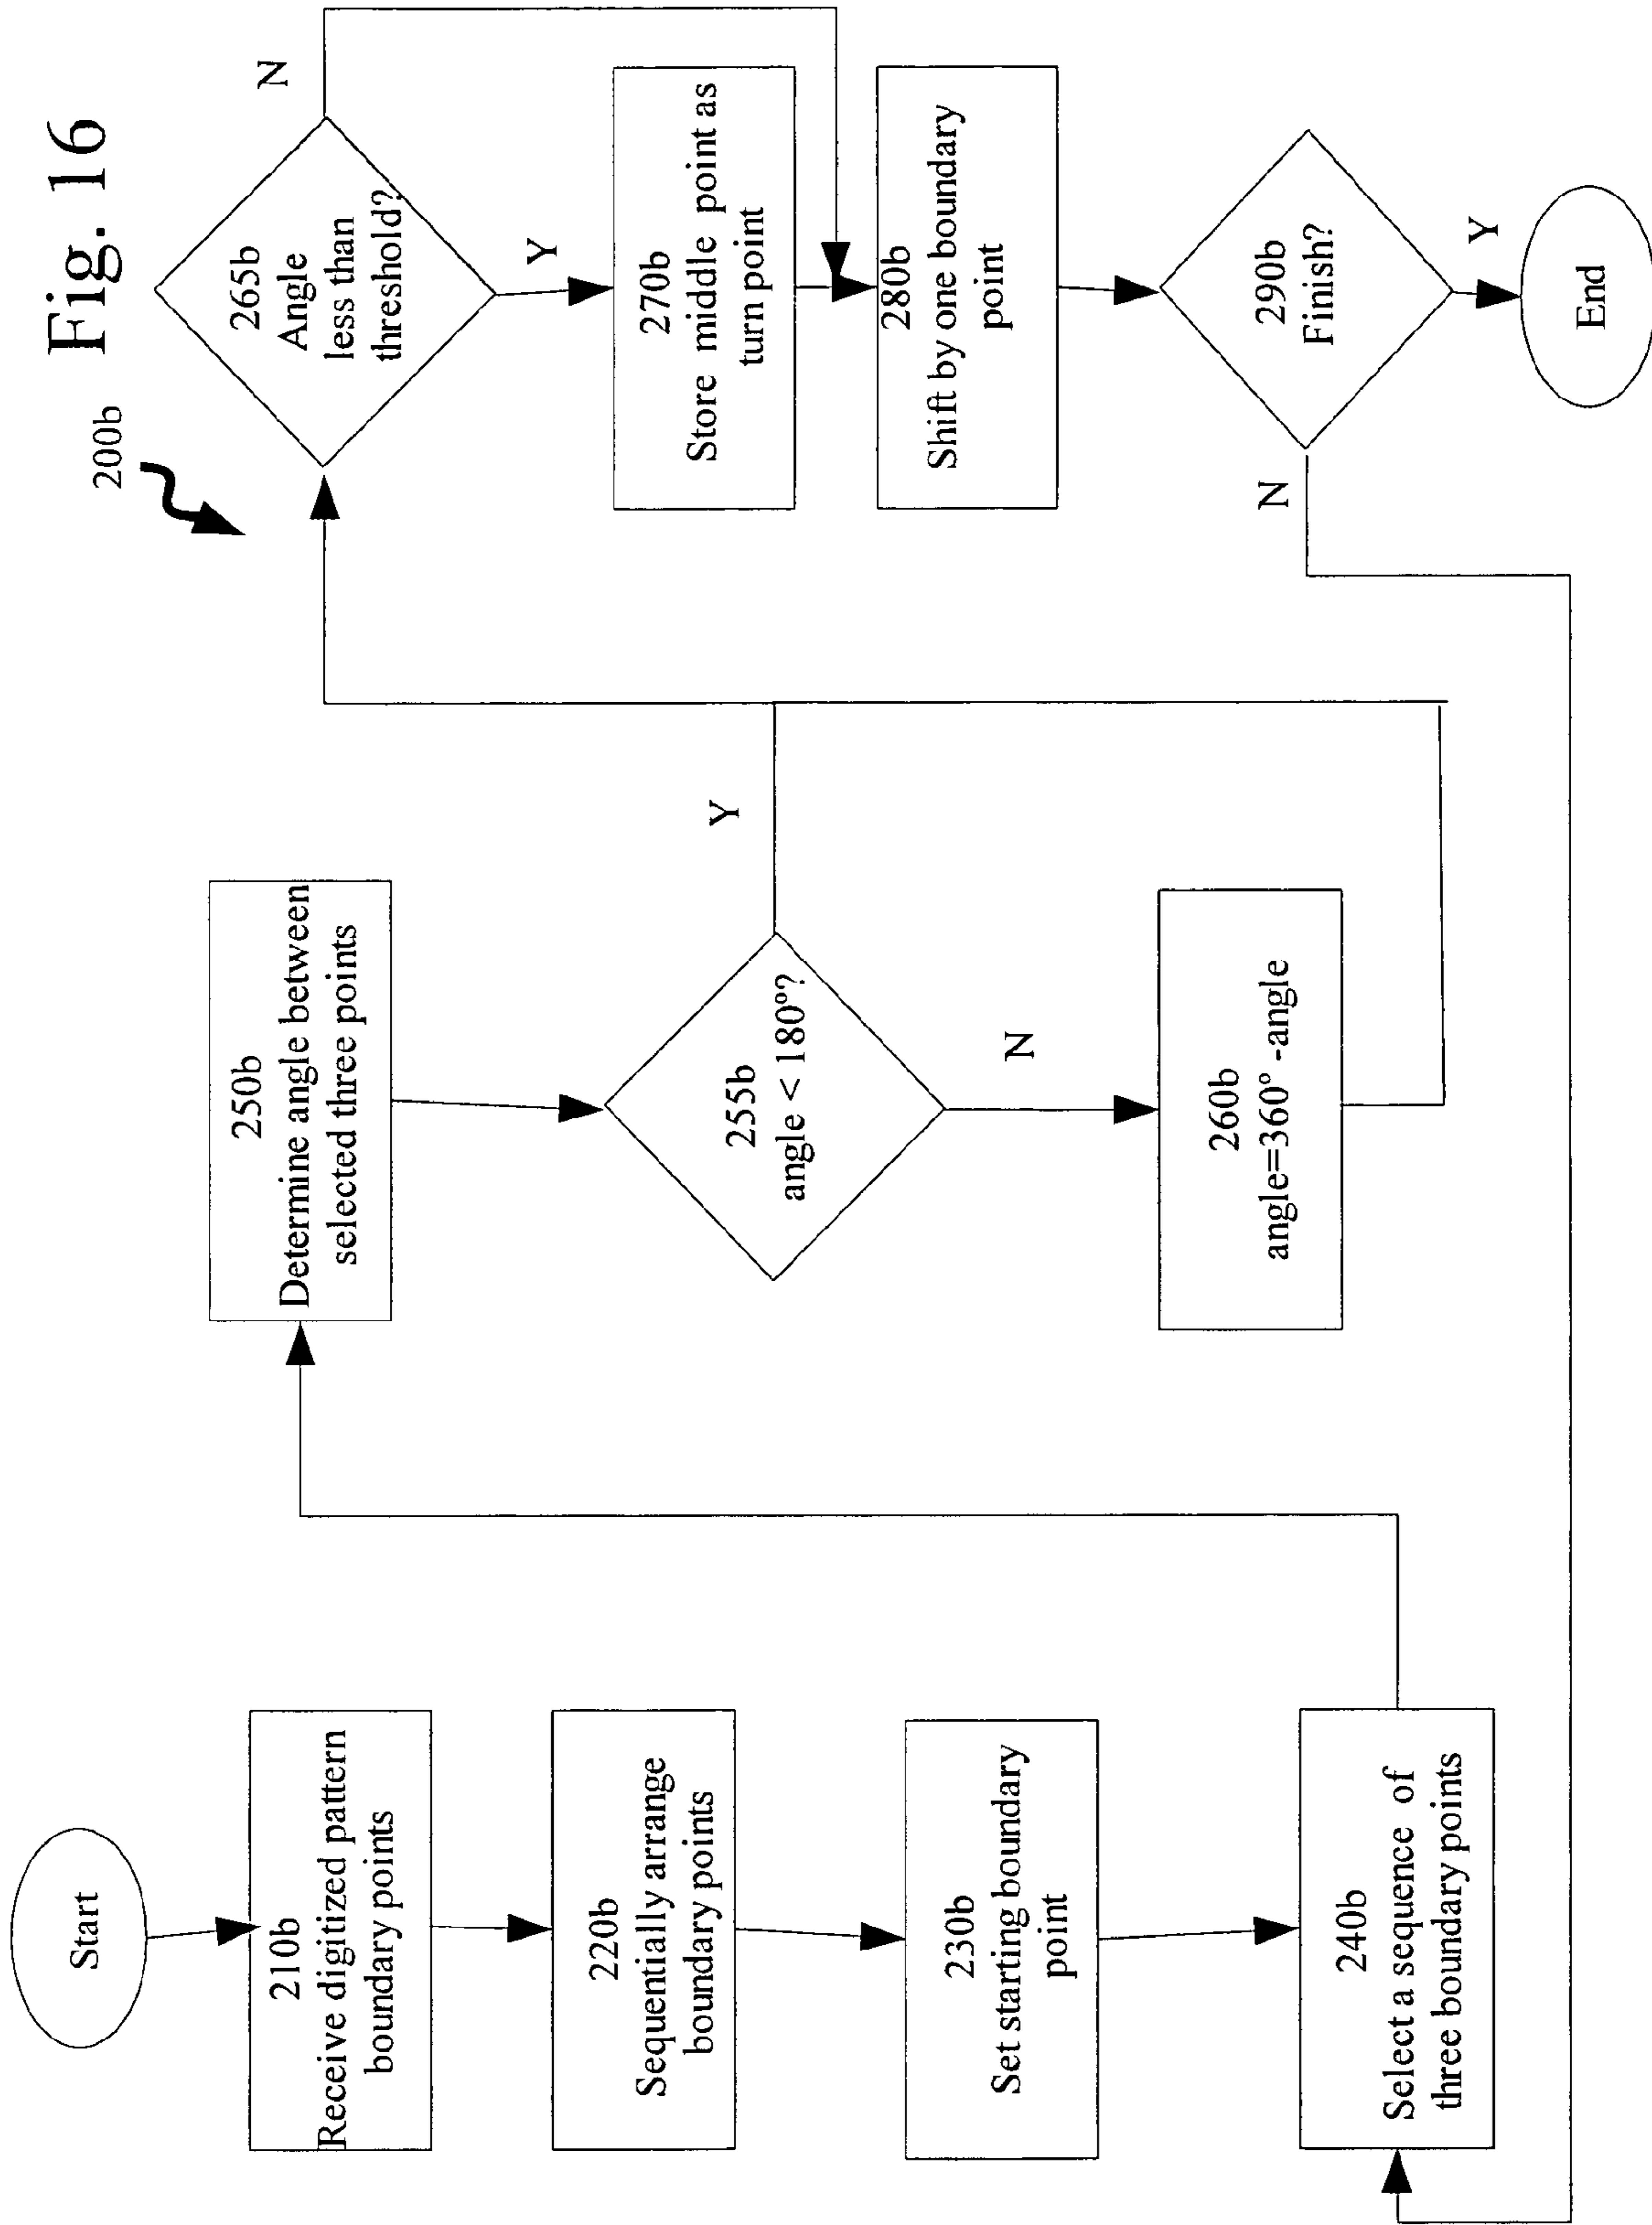 Fig. 16
200b
Start
210b
Receive digitized pattern
boundary points
220b
Sequentially arrange
boundary points
230b
Set starting boundary
point
240b
Select a sequence of
three boundary points
250b
Determine angle between
selected three points
255b
angle < 180º?
Y
N
260b
angle=360º -angle
265b
Angle
less than
threshold?
N
Y
270b
Store middle point as
turn point
280b
Shift by one boundary
point
290b
Finish?
N
Y
End